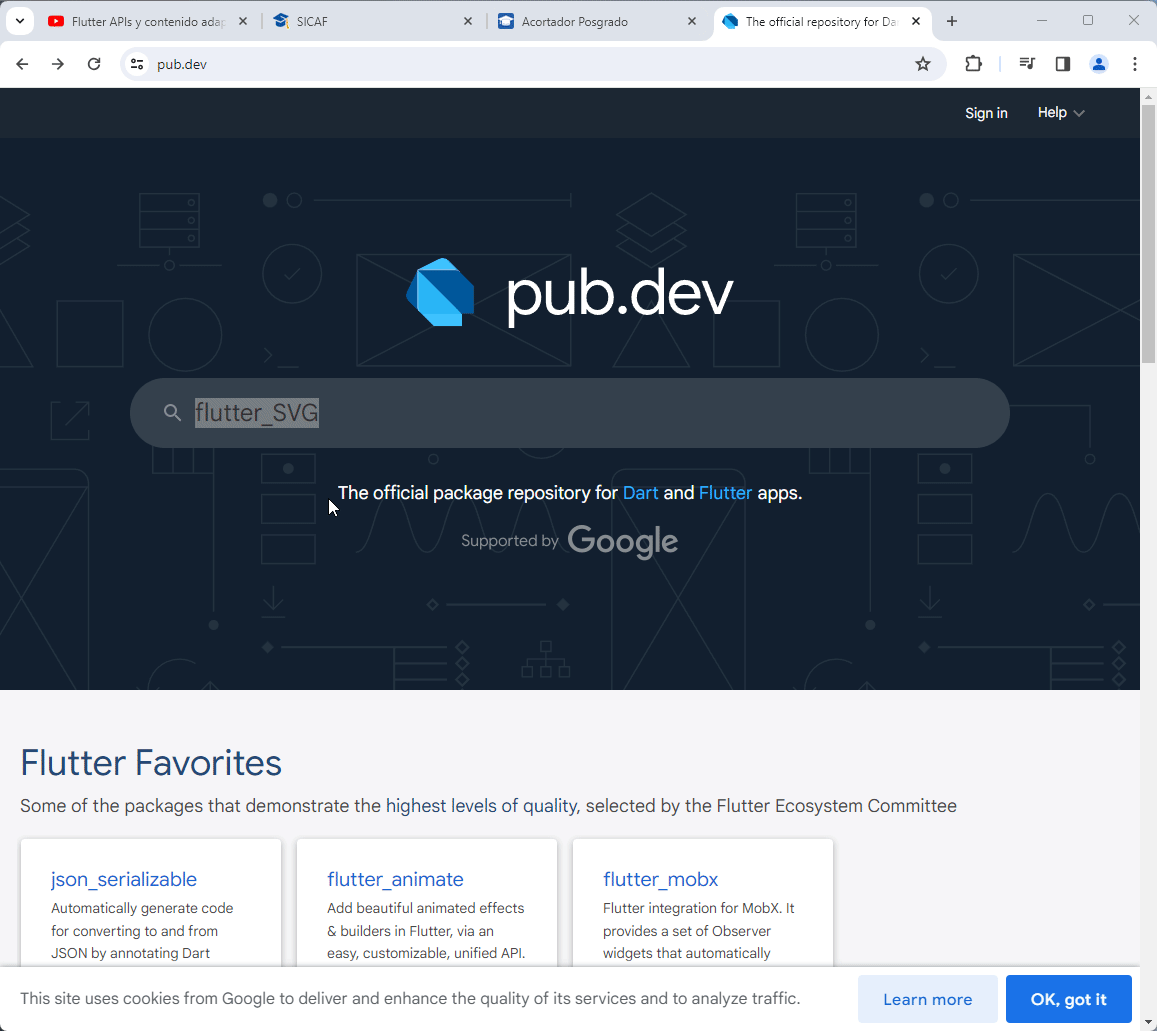 Flutter APIs y contenido adap
SICAF
Acortador Posgrado
The official repository for Da
pub.dev
Sign in
Help
pub.dev
flutter_SVG
The official package repository for Dart and Flutter apps.
Supported by Google
Flutter Favorites
Some of the packages that demonstrate the highest levels of quality, selected by the Flutter Ecosystem Committee
json_serializable
Automatically generate code
for converting to and from
JSON by annotating Dart
flutter_animate
Add beautiful animated effects
& builders in Flutter, via an
easy, customizable, unified API.
flutter_mobx
Flutter integration for MobX. It
provides a set of Observer
widgets that automatically
This site uses cookies from Google to deliver and enhance the quality of its services and to analyze traffic.
Learn more
OK, got it